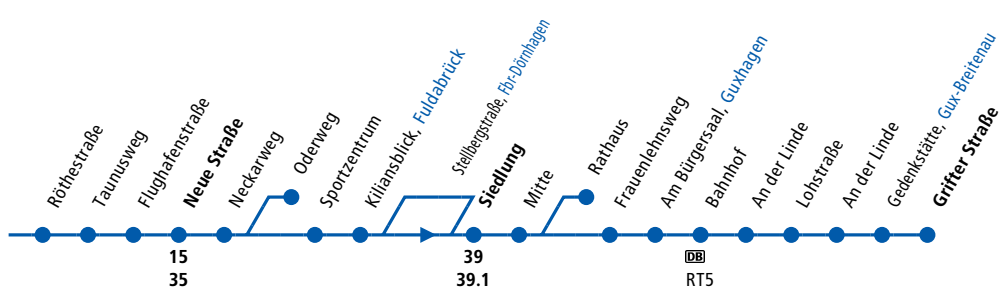 Röthestraße
Taunusweg
Flughafenstraße
Neue Straße
Neckarweg
Oderweg
Sportzentrum
Kiliansblick, Fuldabrück
Stellbergstraße, Fbr-Dörnhagen
Siedlung
Mitte
Rathaus
Frauenlehnsweg
Am Bürgersaal, Guxhagen
Bahnhof
An der Linde
Lohstraße
An der Linde
Gedenkstätte, Gux-Breitenau
Grifter Straße
15
35
39
39.1
DB
RT5